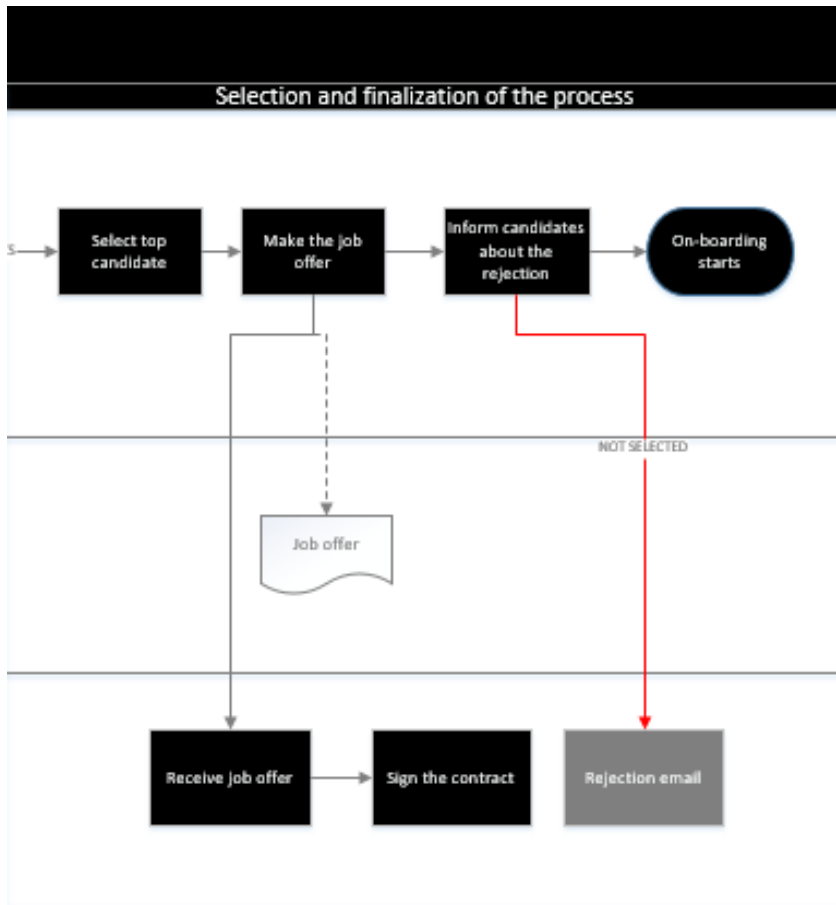 Selection and finalization of the process
Select top
candidate
Make the job
offer
Inform candidates
about the
rejection
On-boarding
starts
NOT SELECTED
Job offer
Receive job offer
Sign the contract
Rejection email